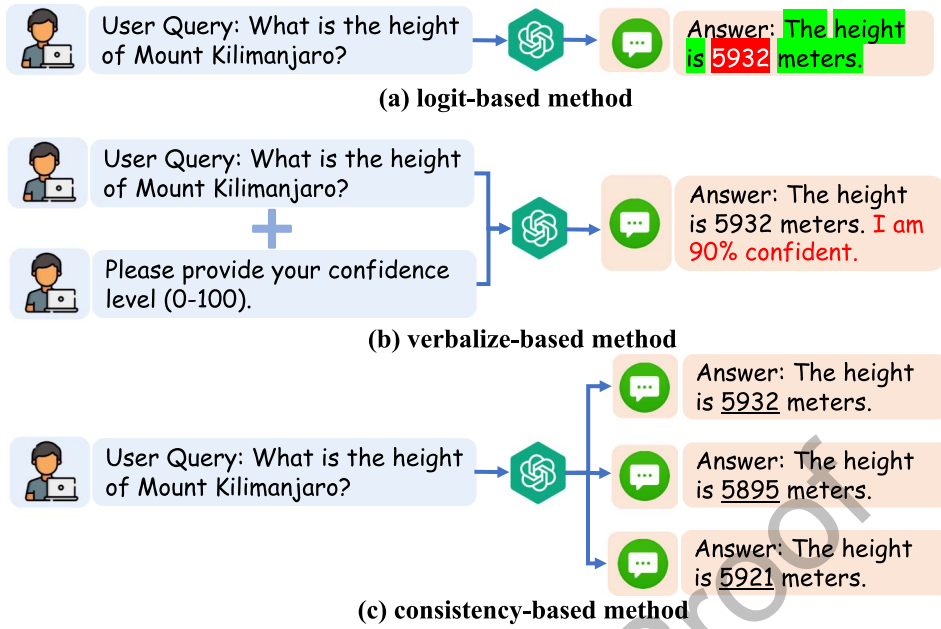 User Query: What is the height
of Mount Kilimanjaro?
Answer: The height
is 5932 meters.
(a) logit-based method
User Query: What is the height
of Mount Kilimanjaro?
Please provide your confidence
level (0-100).
Answer: The height
is 5932 meters. I am
90% confident.
(b) verbalize-based method
User Query: What is the height
of Mount Kilimanjaro?
Answer: The height
is 5932 meters.
Answer: The height
is 5895 meters.
Answer: The height
is 5921 meters.
(c) consistency-based method